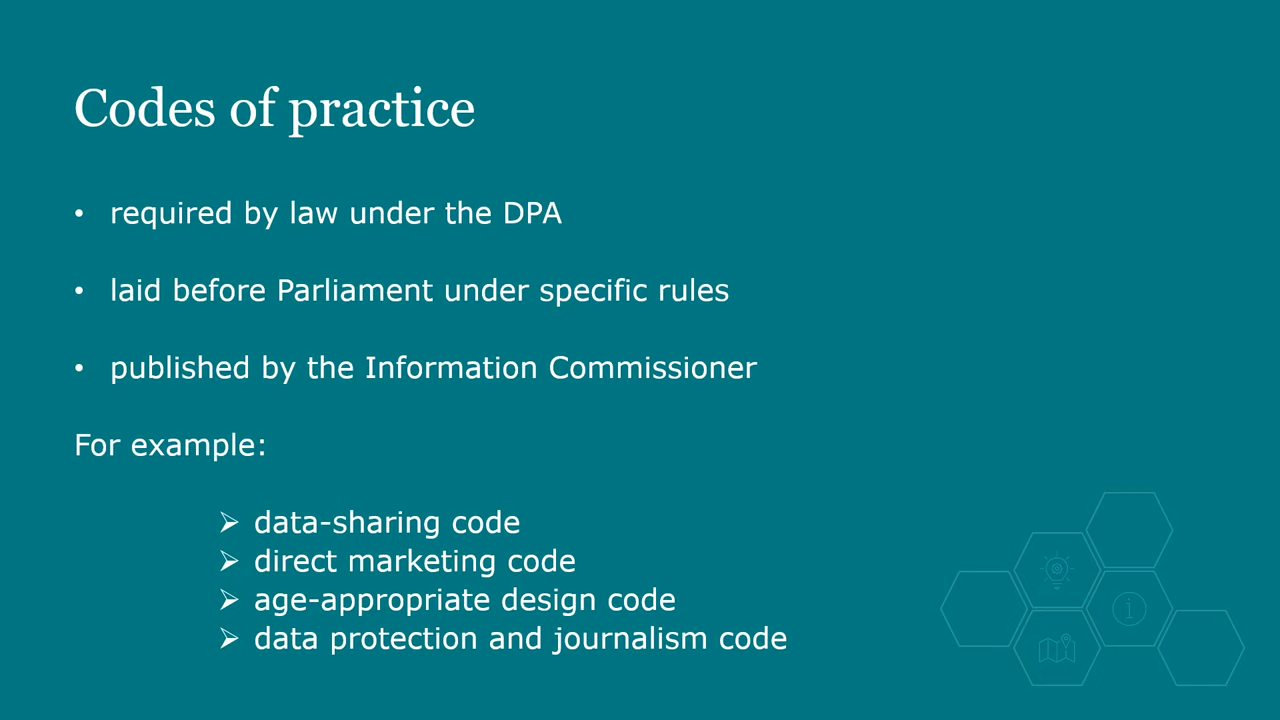 Codes of practice
• required by law under the DPA
• laid before Parliament under specific rules
• published by the Information Commissioner
For example:
➢ data-sharing code
➢ direct marketing code
➢ age-appropriate design code
➢ data protection and journalism code